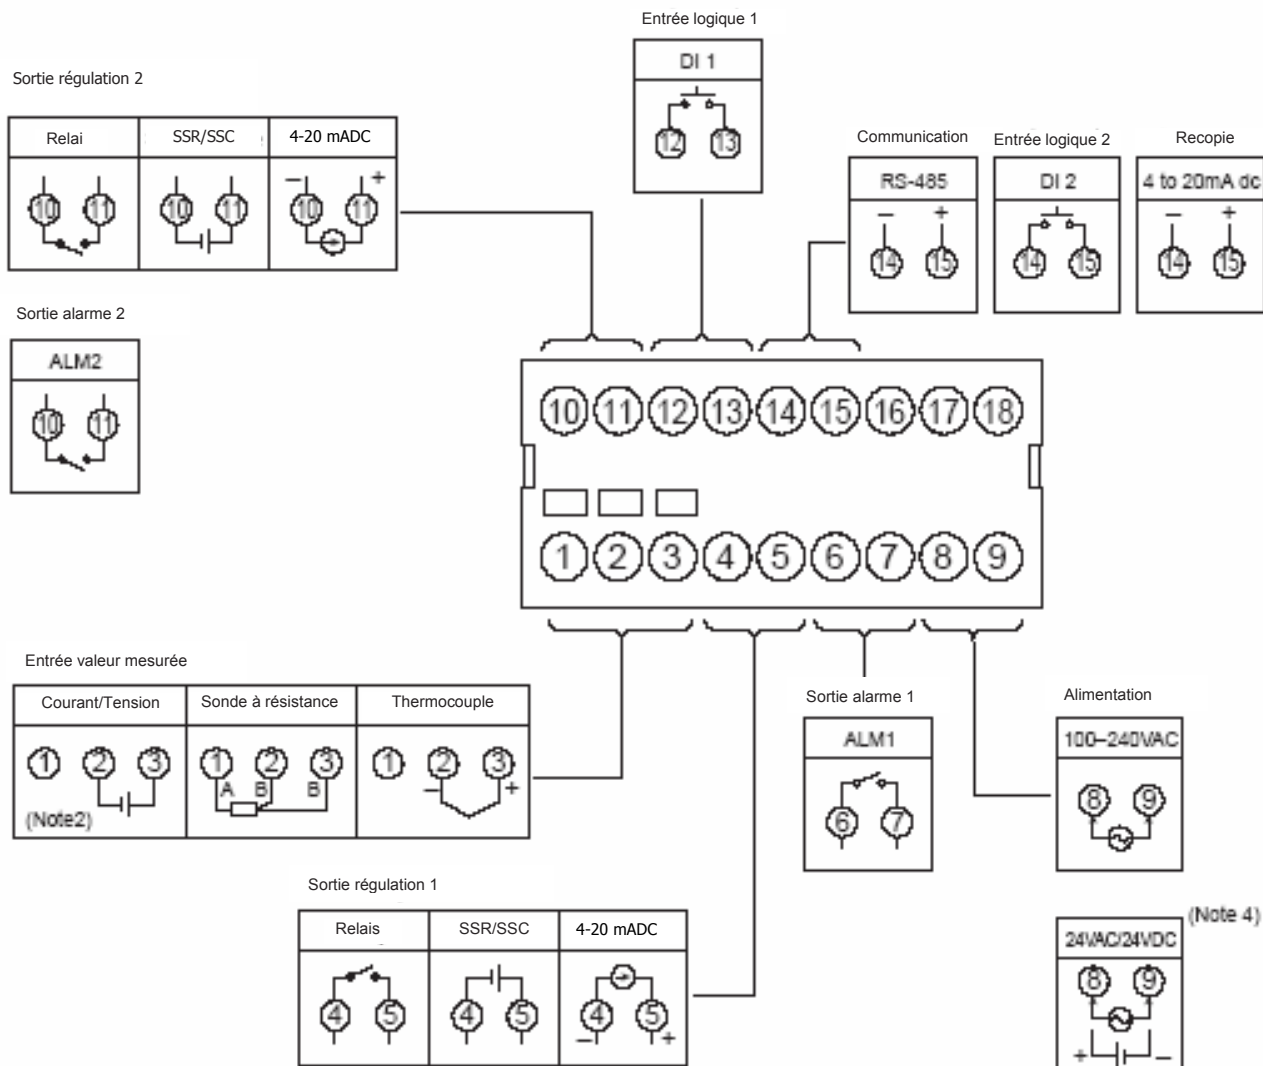 Entrée logique 1
DI 1
12 13
Sortie régulation 2
Relai SSR/SSC 4-20 mADC
− +
10 11 10 11 10 11
Communication Entrée logique 2 Recopie
RS-485 DI 2 4 to 20mA dc
− + − +
14 15 14 15 14 15
Sortie alarme 2
ALM2
10 11
10 11 12 13 14 15 16 17 18
1 2 3 4 5 6 7 8 9
Entrée valeur mesurée
Courant/Tension Sonde à résistance Thermocouple
1 2 3 1 2 3 1 2 3
A B B − +
(Note2)
Sortie alarme 1
ALM1
6 7
Alimentation
100–240VAC
8 9
Sortie régulation 1
Relais SSR/SSC 4-20 mADC
4 5 4 5 4 5
− +
(Note 4)
24VAC/24VDC
8 9
+ −